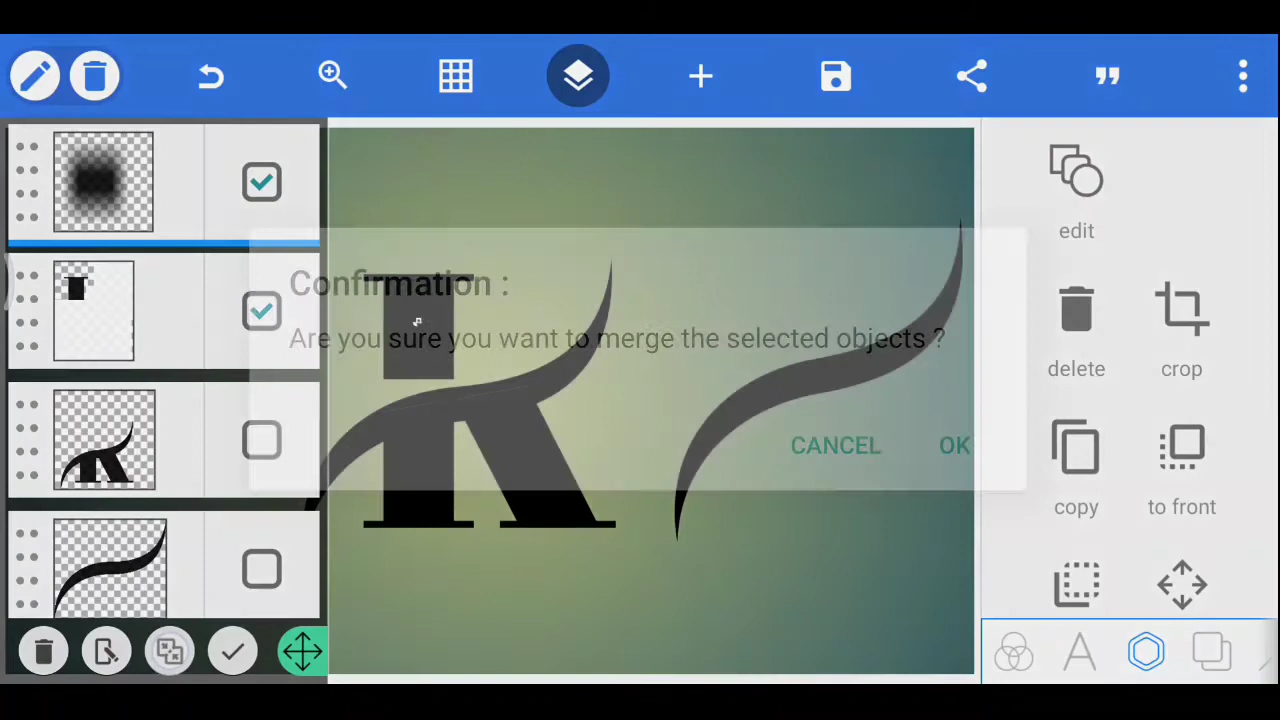 edit
Confirmation :
Are you sure you want to merge the selected objects ?
delete
crop
CANCEL
OK
copy
to front